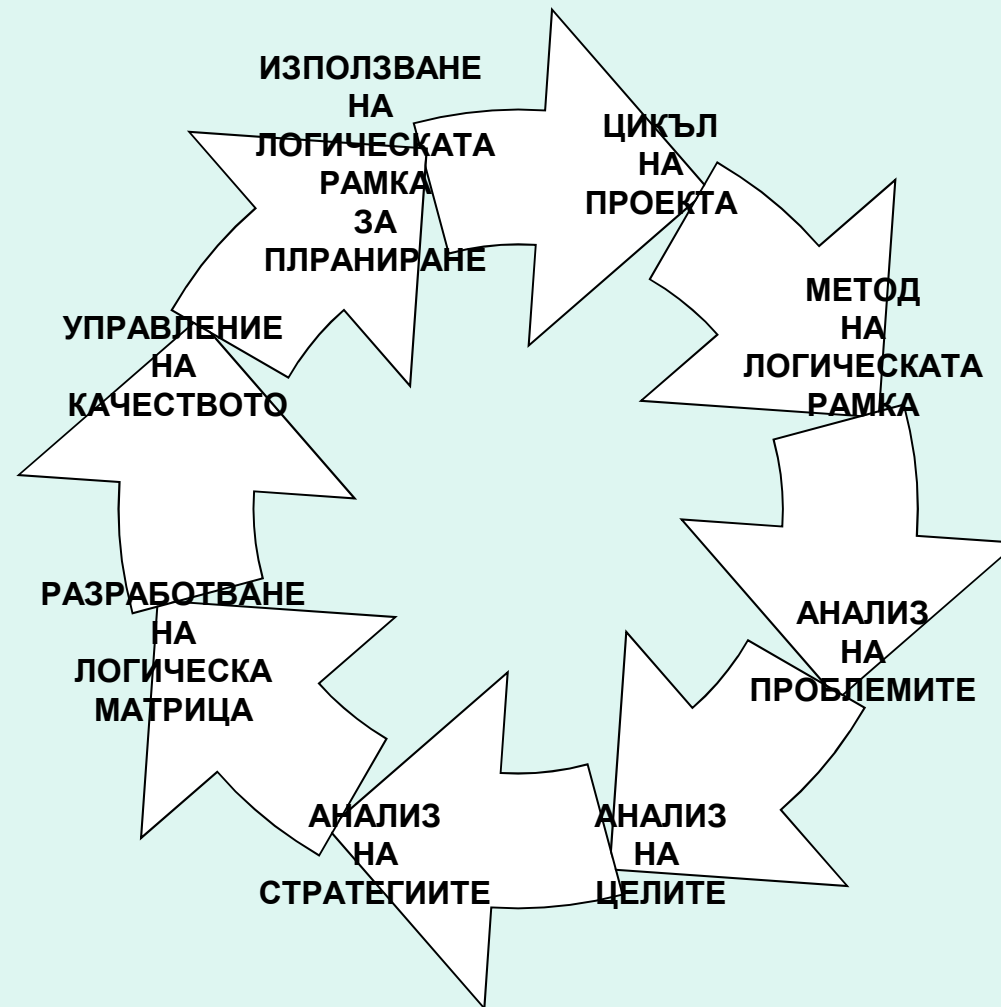 ИЗПОЛЗВАНЕ
НА
ЛОГИЧЕСКАТА
РАМКА
ЗА
ПЛРАНИРАНЕ
ЦИКЪЛ
НА
ПРОЕКТА
МЕТОД
НА
ЛОГИЧЕСКАТА
РАМКА
АНАЛИЗ
НА
ПРОБЛЕМИТЕ
АНАЛИЗ
НА
ЦЕЛИТЕ
АНАЛИЗ
НА
СТРАТЕГИИТЕ
РАЗРАБОТВАНЕ
НА
ЛОГИЧЕСКА
МАТРИЦА
УПРАВЛЕНИЕ
НА
КАЧЕСТВОТО